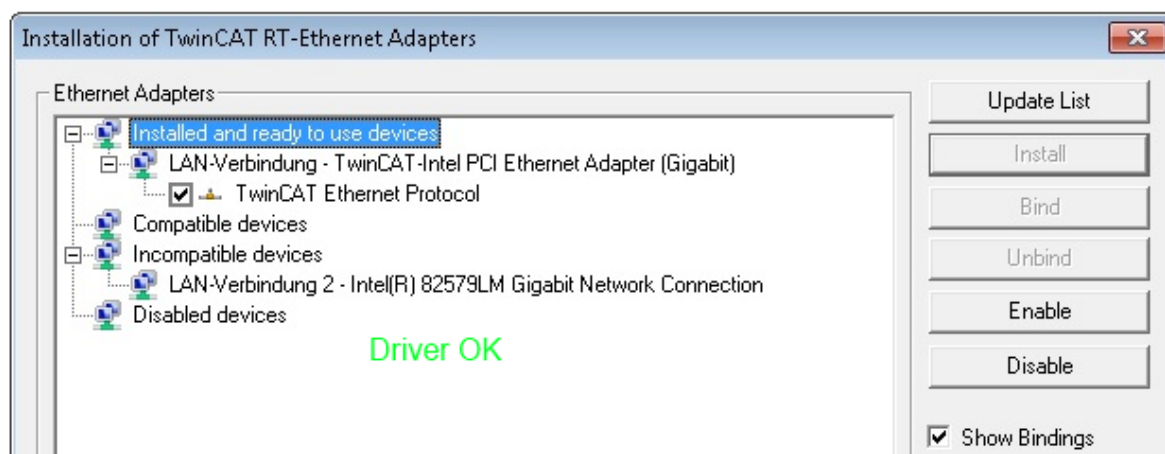 Installation of TwinCAT RT-Ethernet Adapters
Ethernet Adapters
Installed and ready to use devices
LAN-Verbindung - TwinCAT-Intel PCI Ethernet Adapter (Gigabit)
TwinCAT Ethernet Protocol
Compatible devices
Incompatible devices
LAN-Verbindung 2 - Intel(R) 82579LM Gigabit Network Connection
Disabled devices
Driver OK
Update List
Install
Bind
Unbind
Enable
Disable
Show Bindings